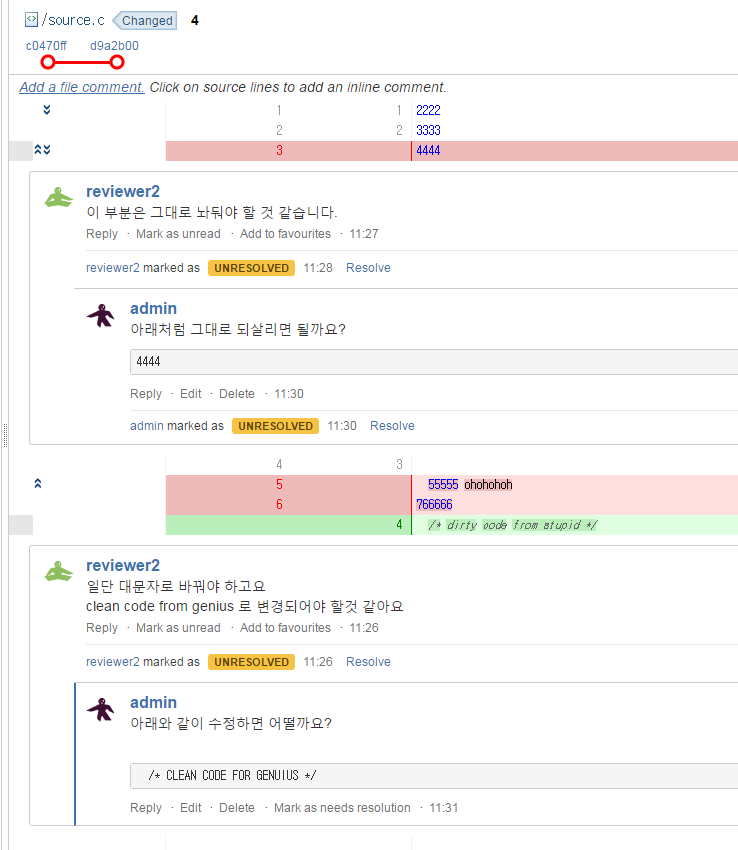 /source.c Changed 4
c0470ff d9a2b00
Add a file comment. Click on source lines to add an inline comment.
1 1 2222
2 2 3333
3 4444
reviewer2
이 부분은 그대로 놔둬야 할 것 같습니다.
Reply · Mark as unread · Add to favourites · 11:27
reviewer2 marked as UNRESOLVED 11:28 Resolve
admin
아래처럼 그대로 되살리면 될까요?
4444
Reply · Edit · Delete · 11:30
admin marked as UNRESOLVED 11:30 Resolve
4 3
5 55555 ohohohoh
6 766666
4 /* dirty code from stupid */
reviewer2
일단 대문자로 바꿔야 하고요
clean code from genius 로 변경되어야 할것 같아요
Reply · Mark as unread · Add to favourites · 11:26
reviewer2 marked as UNRESOLVED 11:26 Resolve
admin
아래와 같이 수정하면 어떨까요?
/* CLEAN CODE FOR GENUIUS */
Reply · Edit · Delete · Mark as needs resolution · 11:31